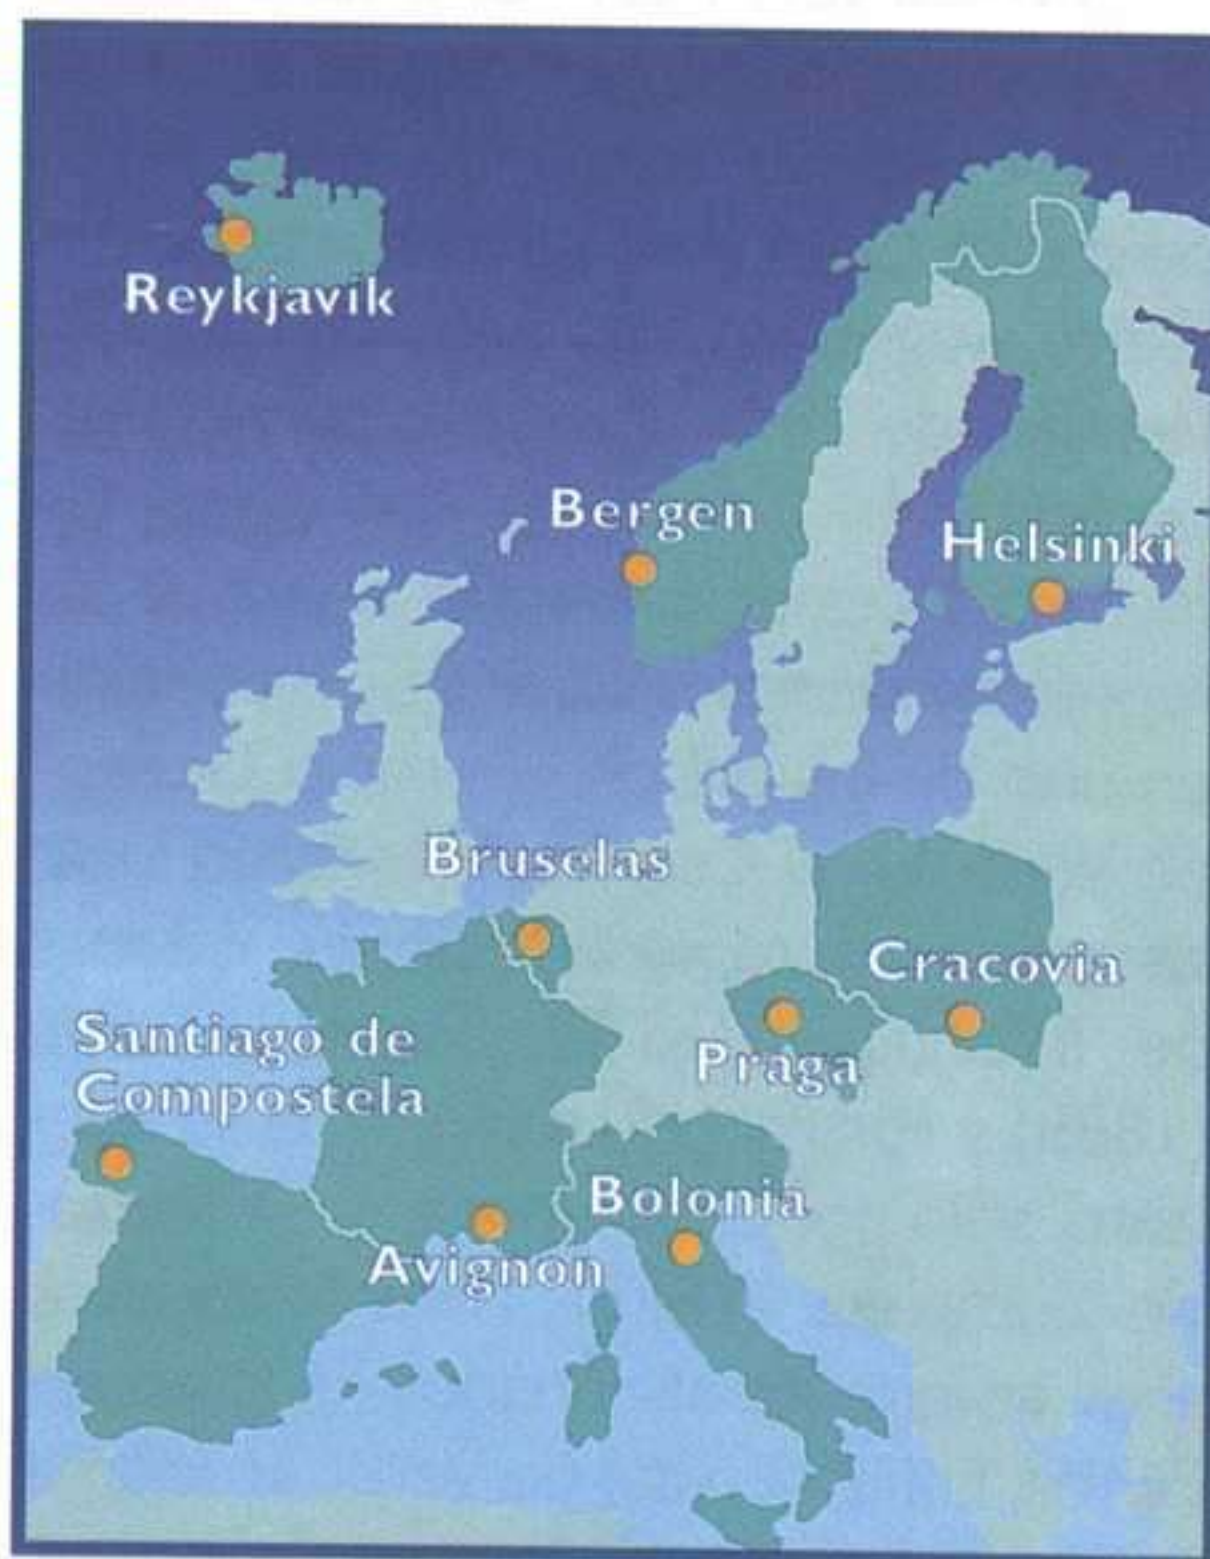 Reykjavik
Bergen
Helsinki
Bruselas
Cracovia
Santiago de
Compostela
Praga
Bolonia
Avignon